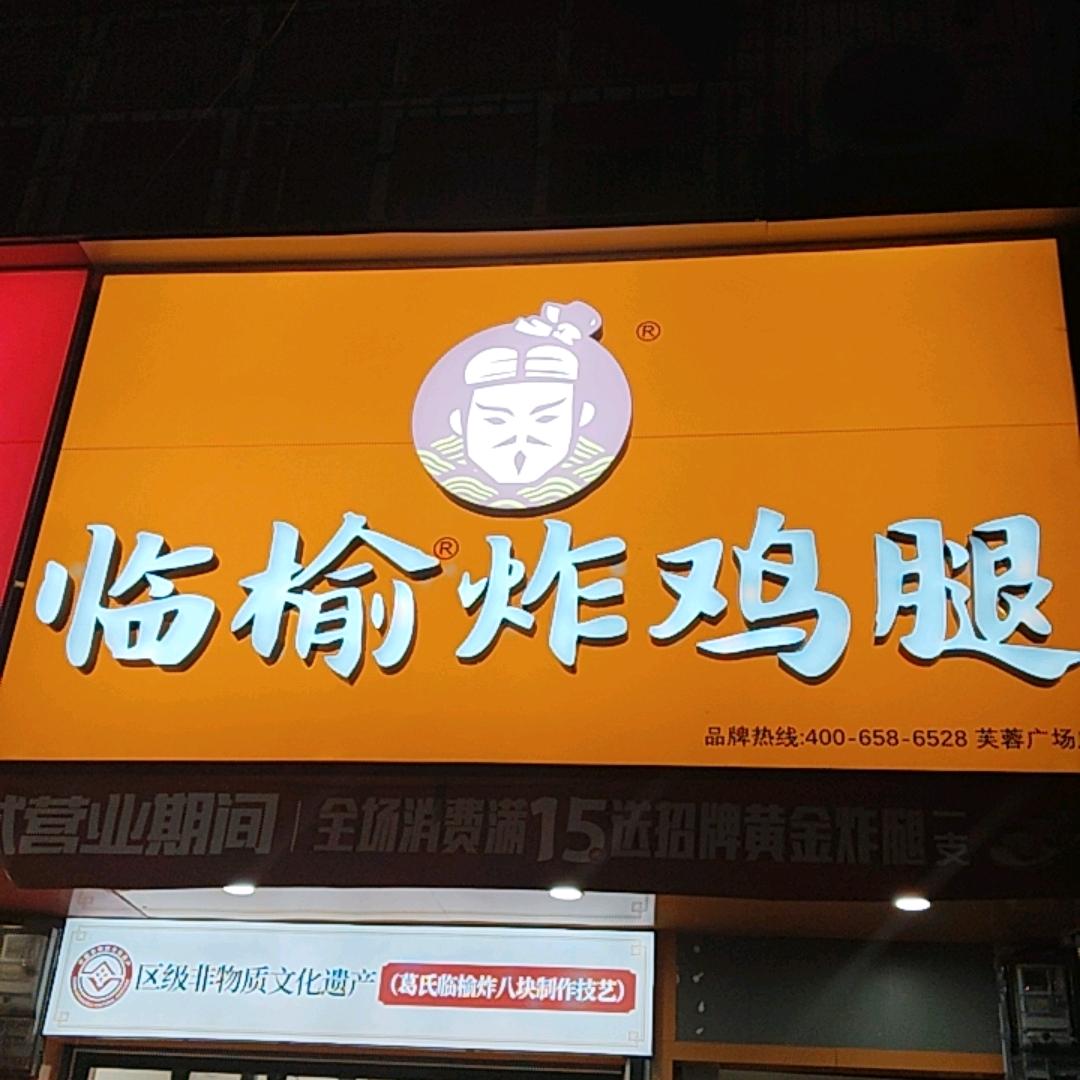 ®
临榆®炸鸡腿
品牌热线:400-658-6528 芙蓉广场
试营业期间 | 全场消费满15送招牌黄金炸腿一支
区级非物质文化遗产 (葛氏临榆炸八块制作技艺)